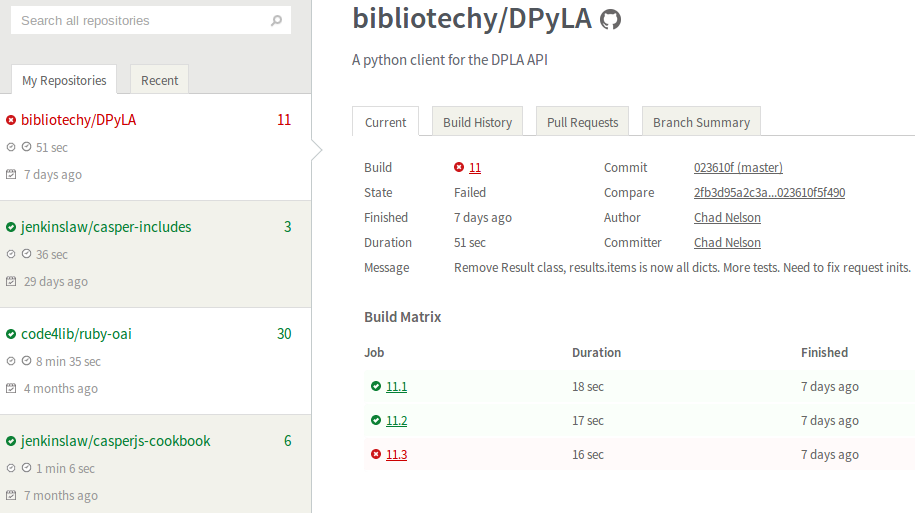 Search all repositories
My Repositories
Recent
bibliotechy/DPyLA 11
51 sec
7 days ago
jenkinslaw/casper-includes 3
36 sec
29 days ago
code4lib/ruby-oai 30
8 min 35 sec
4 months ago
jenkinslaw/casperjs-cookbook 6
1 min 6 sec
7 months ago
bibliotechy/DPyLA
A python client for the DPLA API
Current Build History Pull Requests Branch Summary
Build 11 Commit 023610f (master)
State Failed Compare 2fb3d95a2c3a...023610f5f490
Finished 7 days ago Author Chad Nelson
Duration 51 sec Committer Chad Nelson
Message Remove Result class, results.items is now all dicts. More tests. Need to fix request inits.
Build Matrix
Job Duration Finished
11.1 18 sec 7 days ago
11.2 17 sec 7 days ago
11.3 16 sec 7 days ago